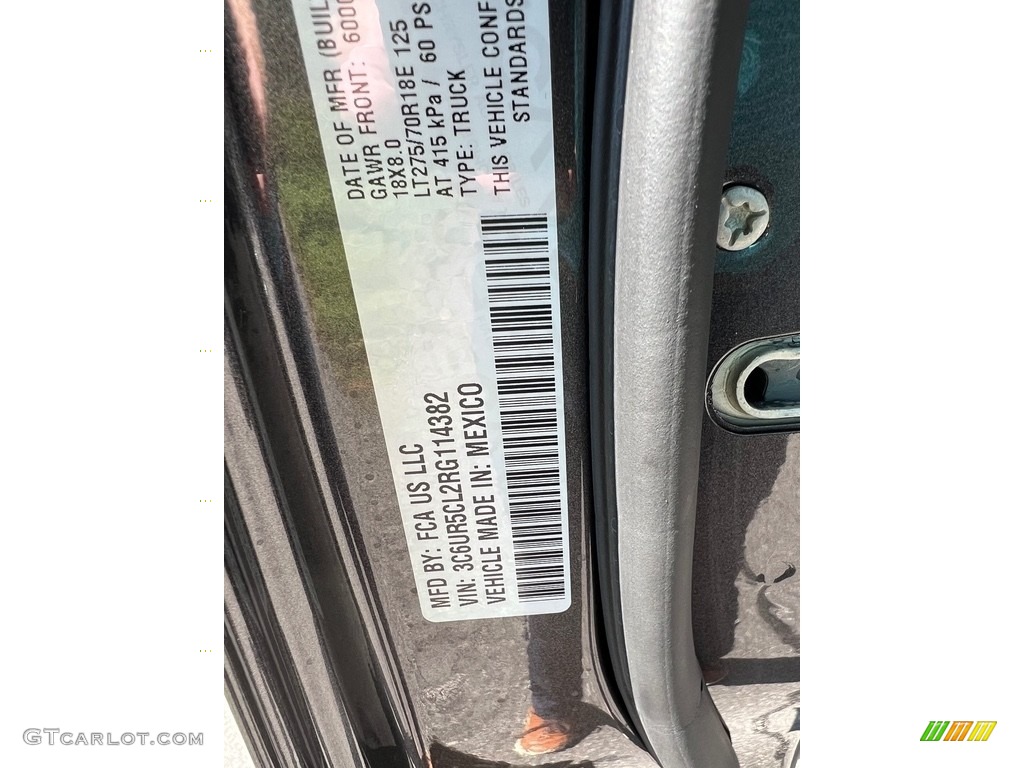 MFD BY: FCA US LLC
VIN: 3C6UR5CL2RG114382
VEHICLE MADE IN: MEXICO
DATE OF MFR (BUIL
GAWR FRONT: 6000
18X8.0
LT275/70R18E 125
AT 415 kPa / 60 PS
TYPE: TRUCK
THIS VEHICLE CONF
STANDARDS
GTCARLOT.COM